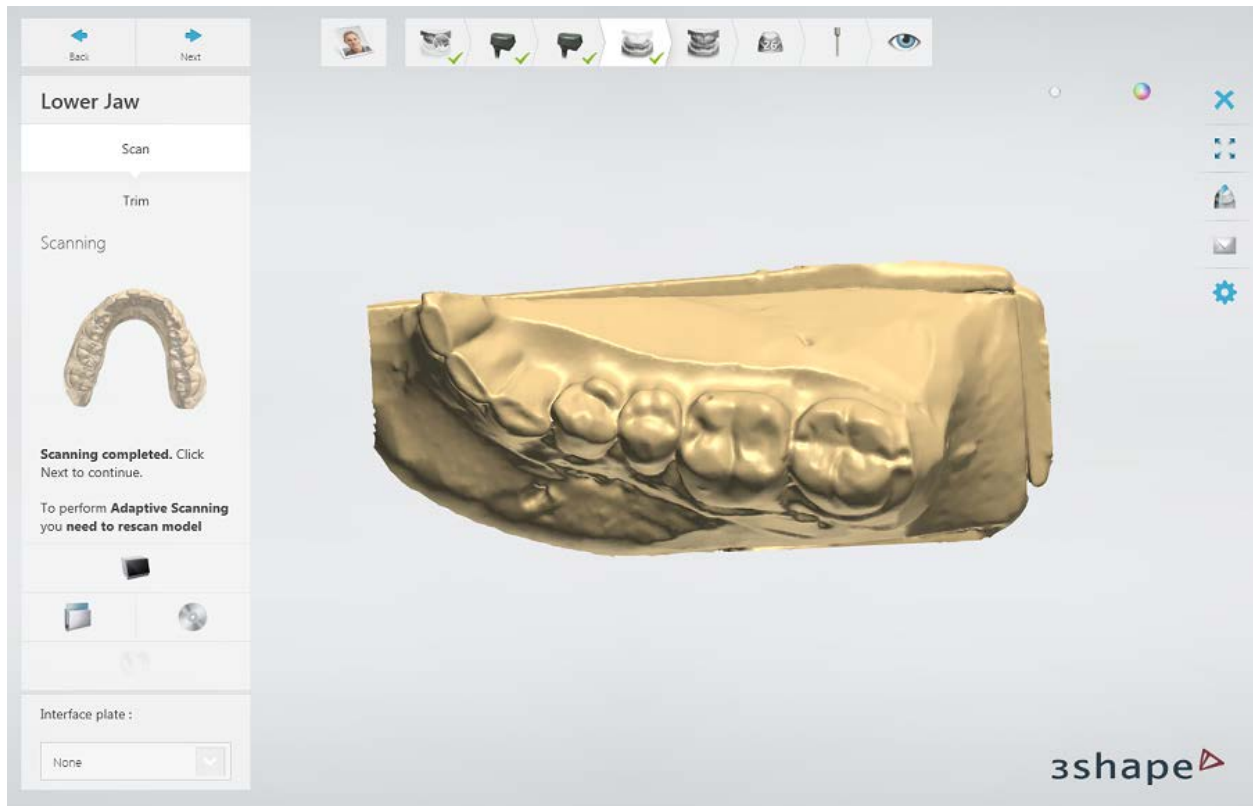 Back
Next
26
Lower Jaw
Scan
Trim
Scanning
Scanning completed. Click
Next to continue.
To perform Adaptive Scanning
you need to rescan model
Interface plate :
None
3shape